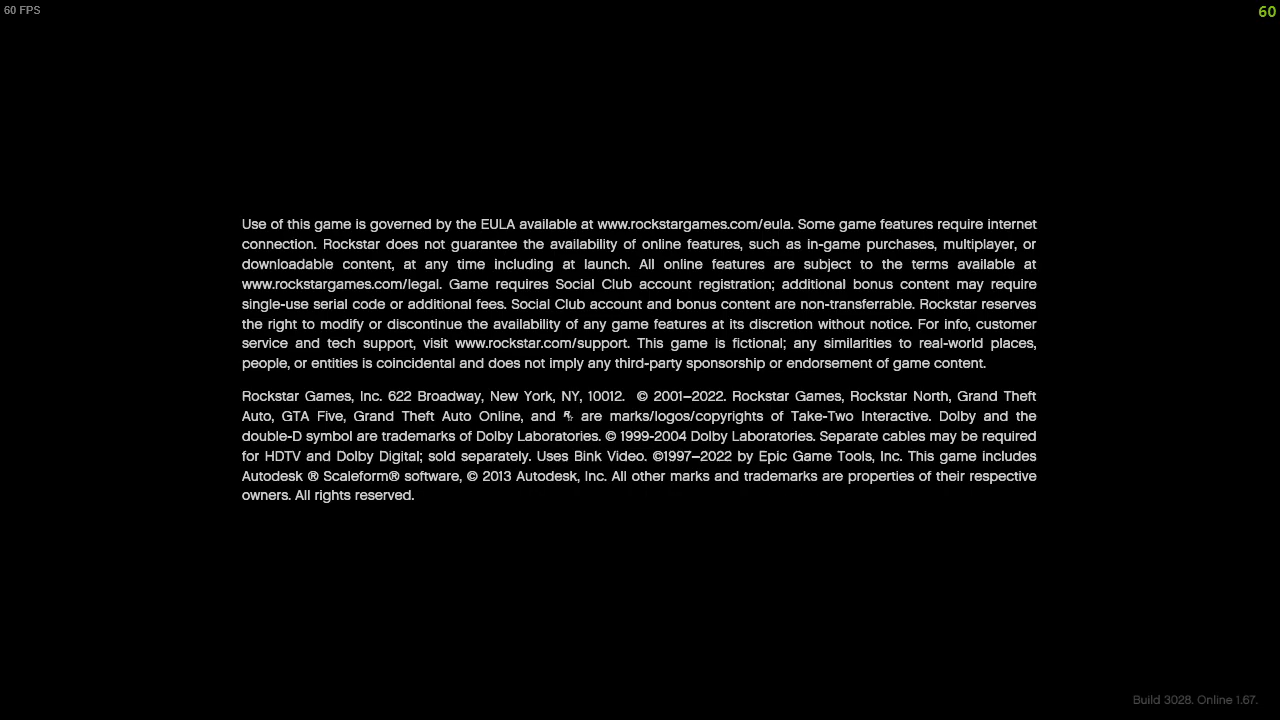 60 FPS
60
Use of this game is governed by the EULA available at www.rockstargames.com/eula. Some game features require internet
connection. Rockstar does not guarantee the availability of online features, such as in-game purchases, multiplayer, or
downloadable content, at any time including at launch. All online features are subject to the terms available at
www.rockstargames.com/legal. Game requires Social Club account registration; additional bonus content may require
single-use serial code or additional fees. Social Club account and bonus content are non-transferrable. Rockstar reserves
the right to modify or discontinue the availability of any game features at its discretion without notice. For info, customer
service and tech support, visit www.rockstar.com/support. This game is fictional; any similarities to real-world places,
people, or entities is coincidental and does not imply any third-party sponsorship or endorsement of game content.
Rockstar Games, Inc. 622 Broadway, New York, NY, 10012. © 2001–2022. Rockstar Games, Rockstar North, Grand Theft
Auto, GTA Five, Grand Theft Auto Online, and R* are marks/logos/copyrights of Take-Two Interactive. Dolby and the
double-D symbol are trademarks of Dolby Laboratories. © 1999-2004 Dolby Laboratories. Separate cables may be required
for HDTV and Dolby Digital; sold separately. Uses Bink Video. ©1997–2022 by Epic Game Tools, Inc. This game includes
Autodesk ® Scaleform® software, © 2013 Autodesk, Inc. All other marks and trademarks are properties of their respective
owners. All rights reserved.
Build 3028. Online 1.67.